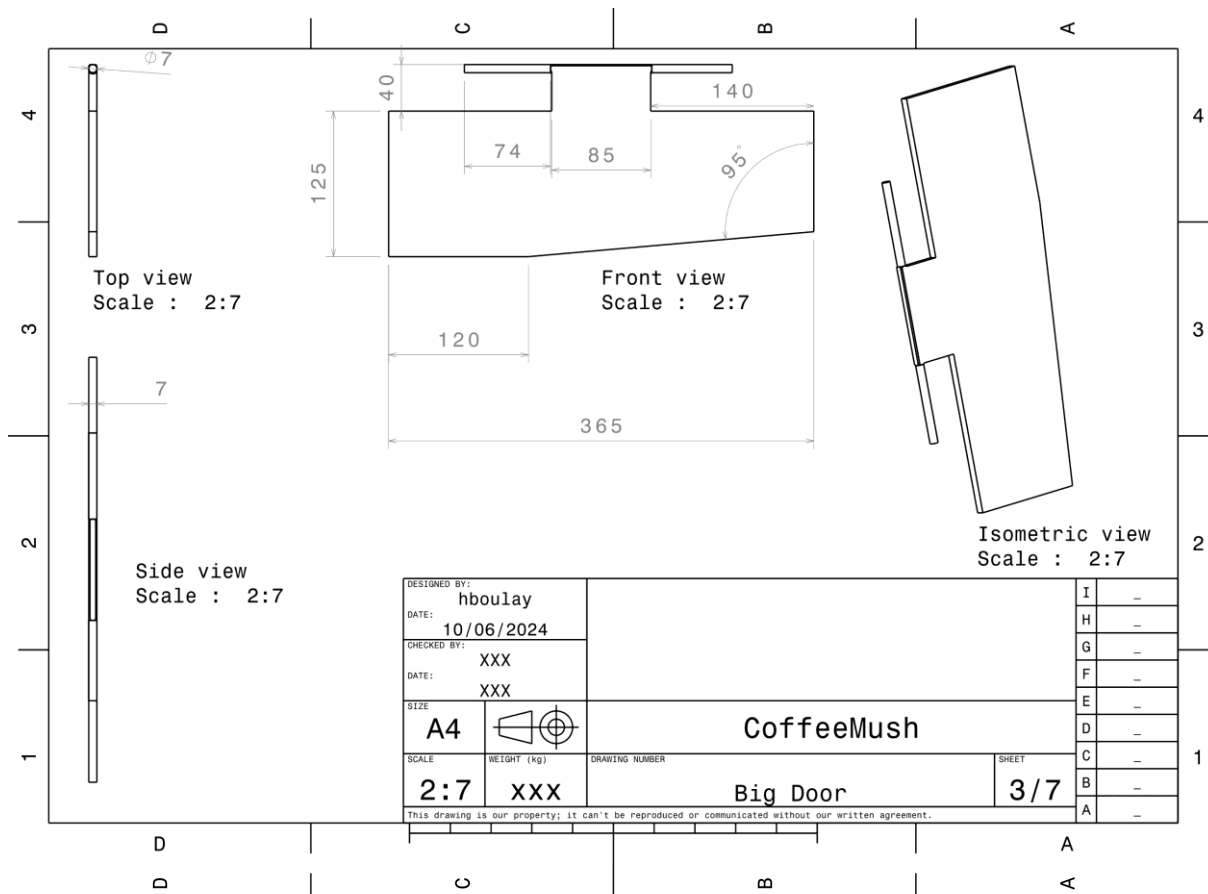 D C B A
⌀7
40
140
4 4
74 85
95°
125
Top view
Scale : 2:7
Front view
Scale : 2:7
3 3
120
7
365
Isometric view
Scale : 2:7
2 2
Side view
Scale : 2:7
DESIGNED BY:
hboulay
DATE:
10/06/2024
CHECKED BY:
XXX
DATE:
XXX
SIZE
A4
CoffeeMush
SCALE
2:7
WEIGHT (kg)
XXX
DRAWING NUMBER
Big Door
SHEET
3/7
This drawing is our property; it can't be reproduced or communicated without our written agreement.
I _
H _
G _
F _
E _
D _
C _
B _
A _
1 1
D A
D C B A